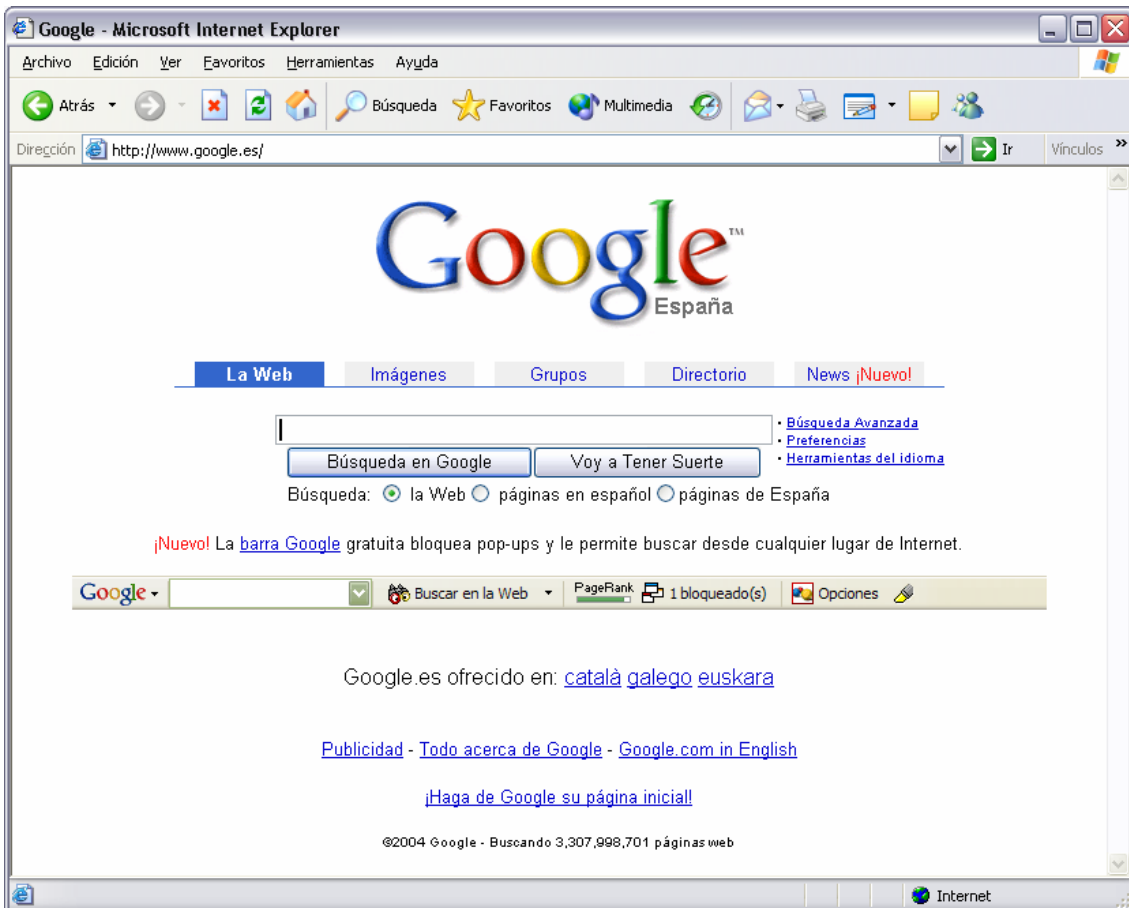 Google - Microsoft Internet Explorer
Archivo Edición Ver Favoritos Herramientas Ayuda
Atrás Búsqueda Favoritos Multimedia
Dirección http://www.google.es/ Ir Vínculos »
Google™
España
La Web Imágenes Grupos Directorio News ¡Nuevo!
· Búsqueda Avanzada
· Preferencias
· Herramientas del idioma
Búsqueda en Google Voy a Tener Suerte
Búsqueda: la Web páginas en español páginas de España
¡Nuevo! La barra Google gratuita bloquea pop-ups y le permite buscar desde cualquier lugar de Internet.
Google Buscar en la Web PageRank 1 bloqueado(s) Opciones
Google.es ofrecido en: català galego euskara
Publicidad - Todo acerca de Google - Google.com in English
¡Haga de Google su página inicial!
©2004 Google - Buscando 3,307,998,701 páginas web
Internet